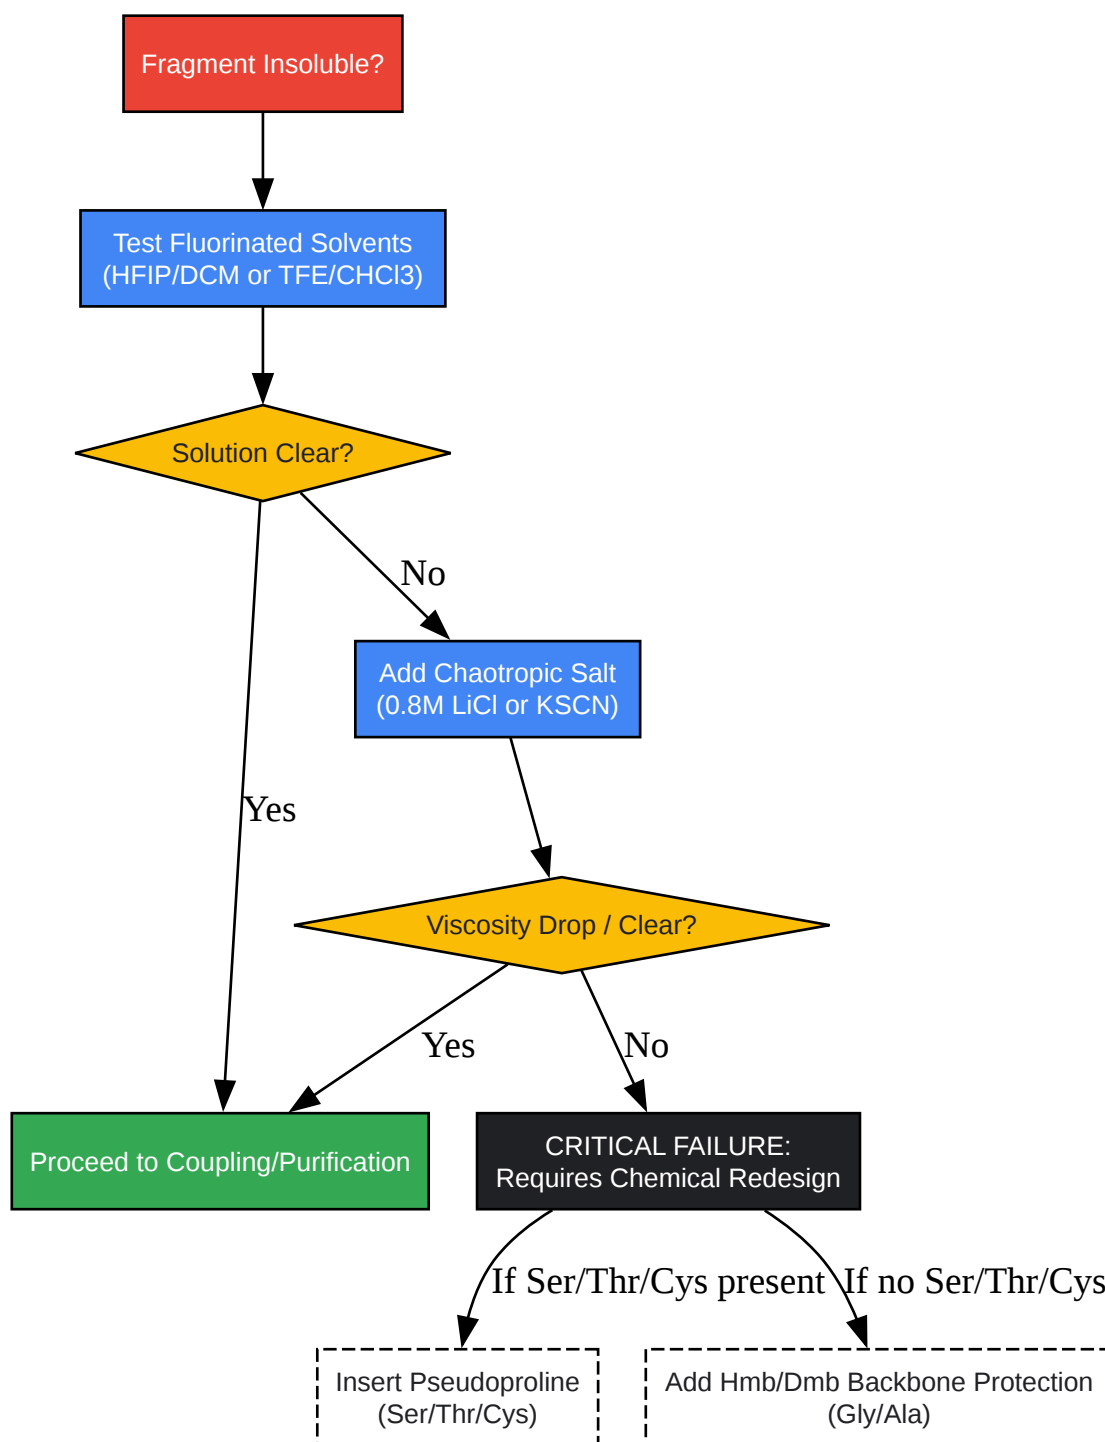 Fragment Insoluble?
Test Fluorinated Solvents
(HFIP/DCM or TFE/CHCl3)
Solution Clear?
No
Add Chaotropic Salt
(0.8M LiCl or KSCN)
Yes
Viscosity Drop / Clear?
Yes
No
Proceed to Coupling/Purification
CRITICAL FAILURE:
Requires Chemical Redesign
If Ser/Thr/Cys present
If no Ser/Thr/Cys
Insert Pseudoproline
(Ser/Thr/Cys)
Add Hmb/Dmb Backbone Protection
(Gly/Ala)